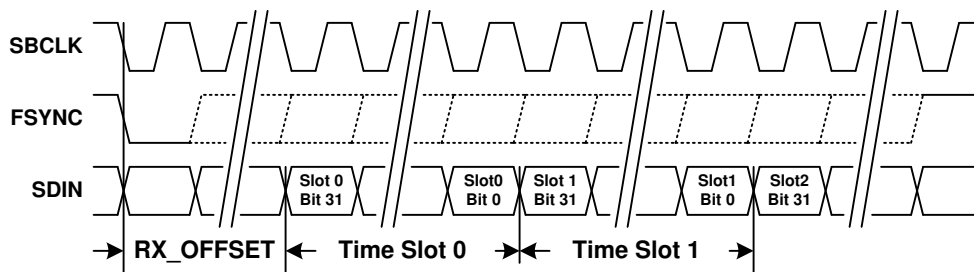 SBCLK
FSYNC
SDIN
Slot 0
Bit 31
Slot0
Bit 0
Slot 1
Bit 31
Slot1
Bit 0
Slot2
Bit 31
RX_OFFSET
Time Slot 0
Time Slot 1